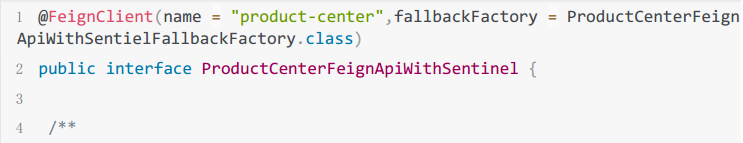 1 @FeignClient(name = "product-center",fallbackFactory = ProductCenterFeign
ApiWithSentielFallbackFactory.class)
2 public interface ProductCenterFeignApiWithSentinel {
3
4 /**